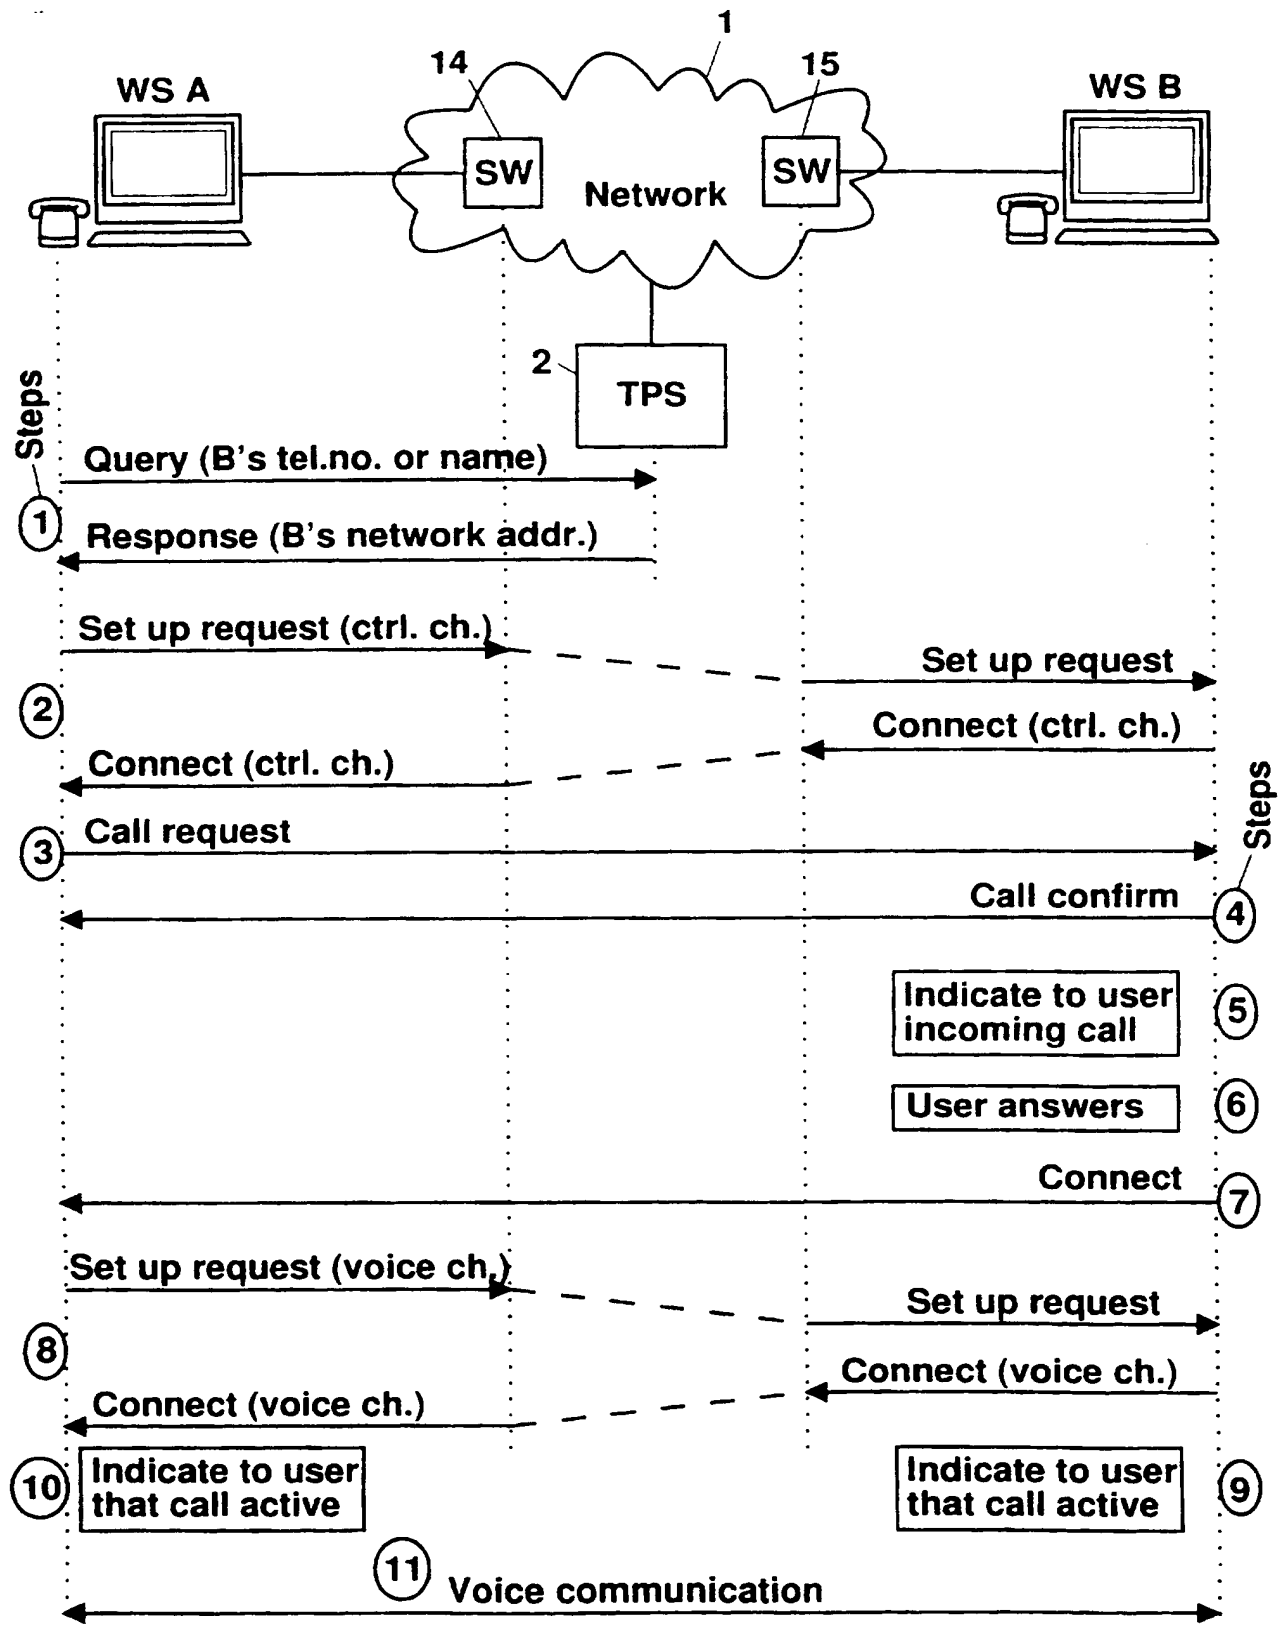 1
14
15
WS A
WS B
SW
SW
Network
2
TPS
Steps
Query (B's tel.no. or name)
1
Response (B's network addr.)
Set up request (ctrl. ch.)
Set up request
2
Connect (ctrl. ch.)
Connect (ctrl. ch.)
Steps
Call request
3
Call confirm
4
Indicate to user
incoming call
5
User answers
6
Connect
7
Set up request (voice ch.)
Set up request
8
Connect (voice ch.)
Connect (voice ch.)
10
Indicate to user
that call active
Indicate to user
that call active
9
11
Voice communication